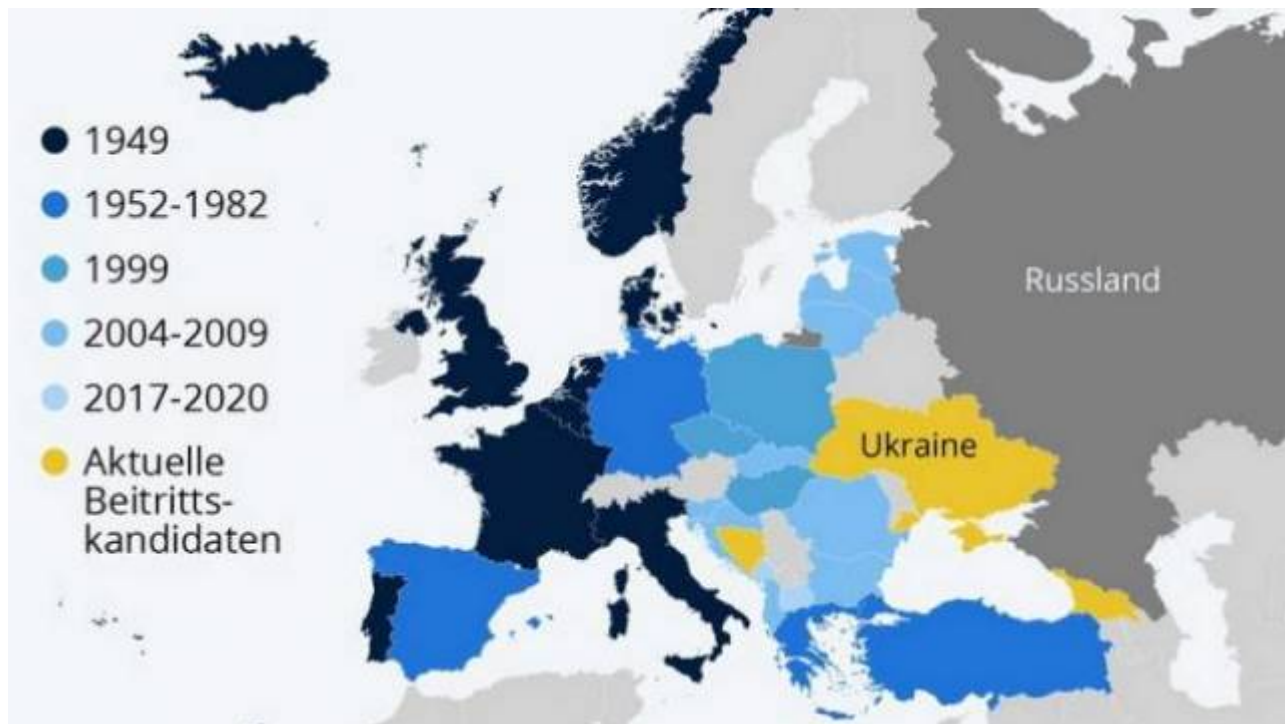 1949
1952-1982
1999
2004-2009
2017-2020
Aktuelle
Beitritts-
kandidaten
Russland
Ukraine